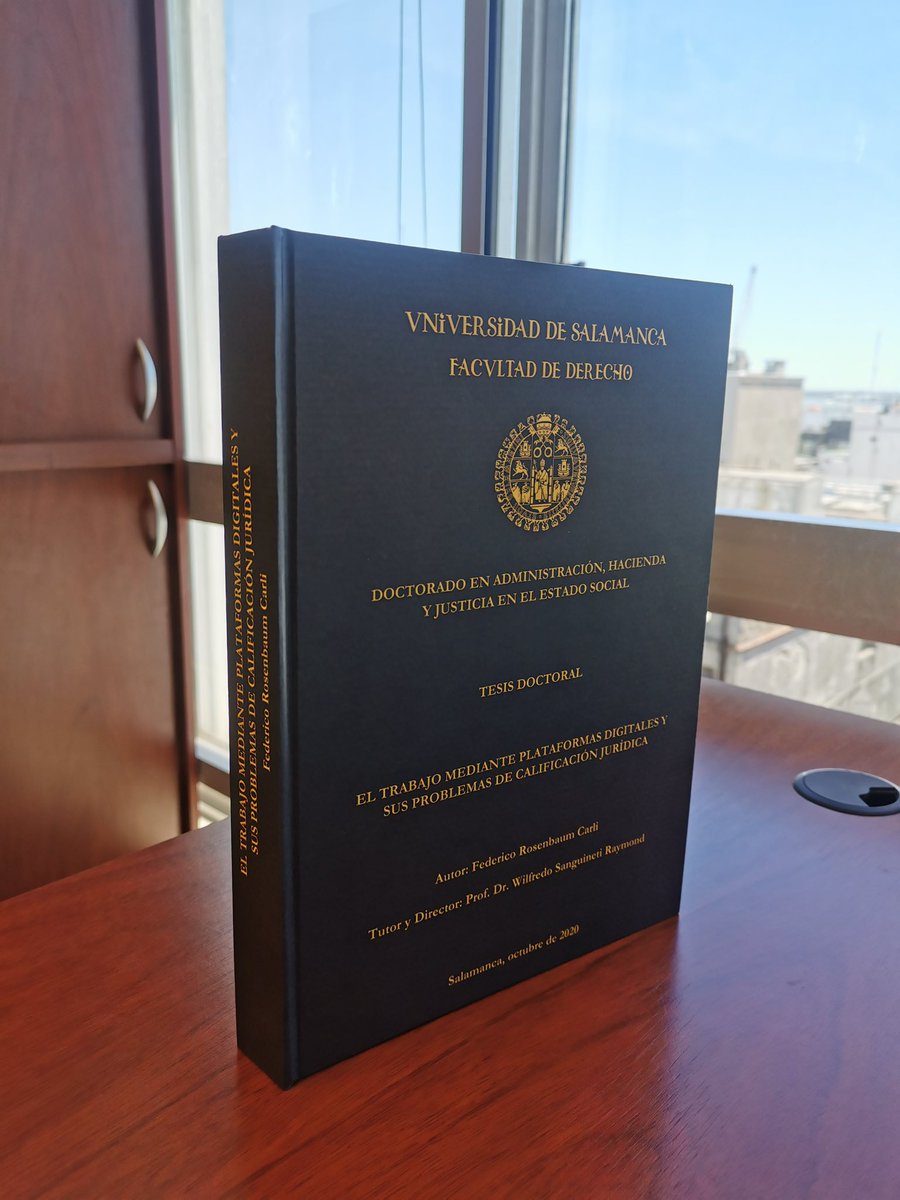 VNiVERSiDAD DE SALAMANCA
FACVLTAD DE DERECHO
DOCTORADO EN ADMINISTRACIÓN, HACIENDA
Y JUSTICIA EN EL ESTADO SOCIAL
TESIS DOCTORAL
EL TRABAJO MEDIANTE PLATAFORMAS DIGITALES Y
SUS PROBLEMAS DE CALIFICACIÓN JURÍDICA
Autor: Federico Rosenbaum Carli
Tutor y Director: Prof. Dr. Wilfredo Sanguineti Raymond
Salamanca, octubre de 2020
EL TRABAJO MEDIANTE PLATAFORMAS DIGITALES Y
SUS PROBLEMAS DE CALIFICACIÓN JURÍDICA
Federico Rosenbaum Carli